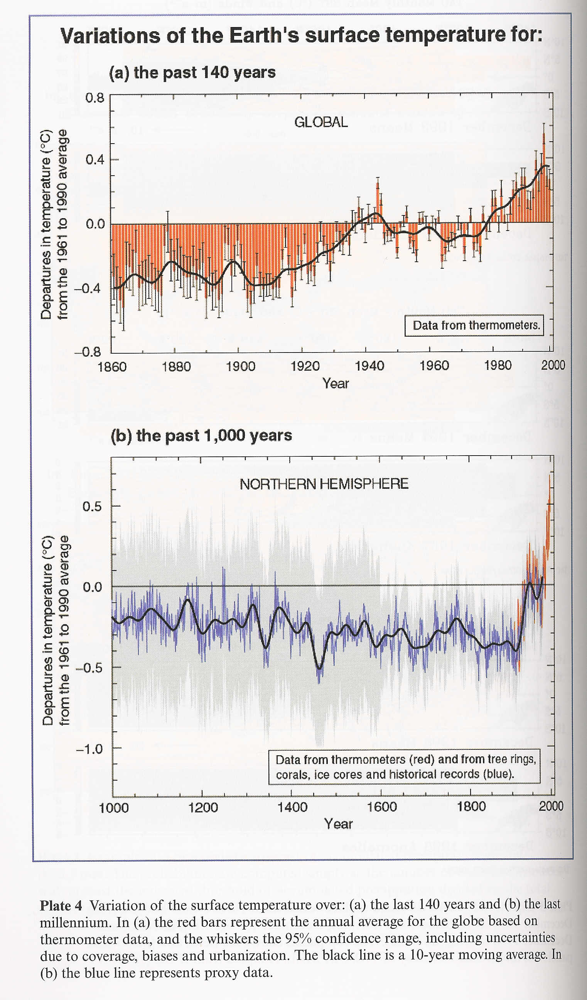 Variations of the Earth's surface temperature for:
(a) the past 140 years
GLOBAL
Departures in temperature (°C)
from the 1961 to 1990 average
0.8
0.4
0.0
−0.4
−0.8
Data from thermometers.
1860 1880 1900 1920 1940 1960 1980 2000
Year
(b) the past 1,000 years
NORTHERN HEMISPHERE
Departures in temperature (°C)
from the 1961 to 1990 average
0.5
0.0
−0.5
−1.0
Data from thermometers (red) and from tree rings,
corals, ice cores and historical records (blue).
1000 1200 1400 1600 1800 2000
Year
Plate 4 Variation of the surface temperature over: (a) the last 140 years and (b) the last
millennium. In (a) the red bars represent the annual average for the globe based on
thermometer data, and the whiskers the 95% confidence range, including uncertainties
due to coverage, biases and urbanization. The black line is a 10-year moving average. In
(b) the blue line represents proxy data.